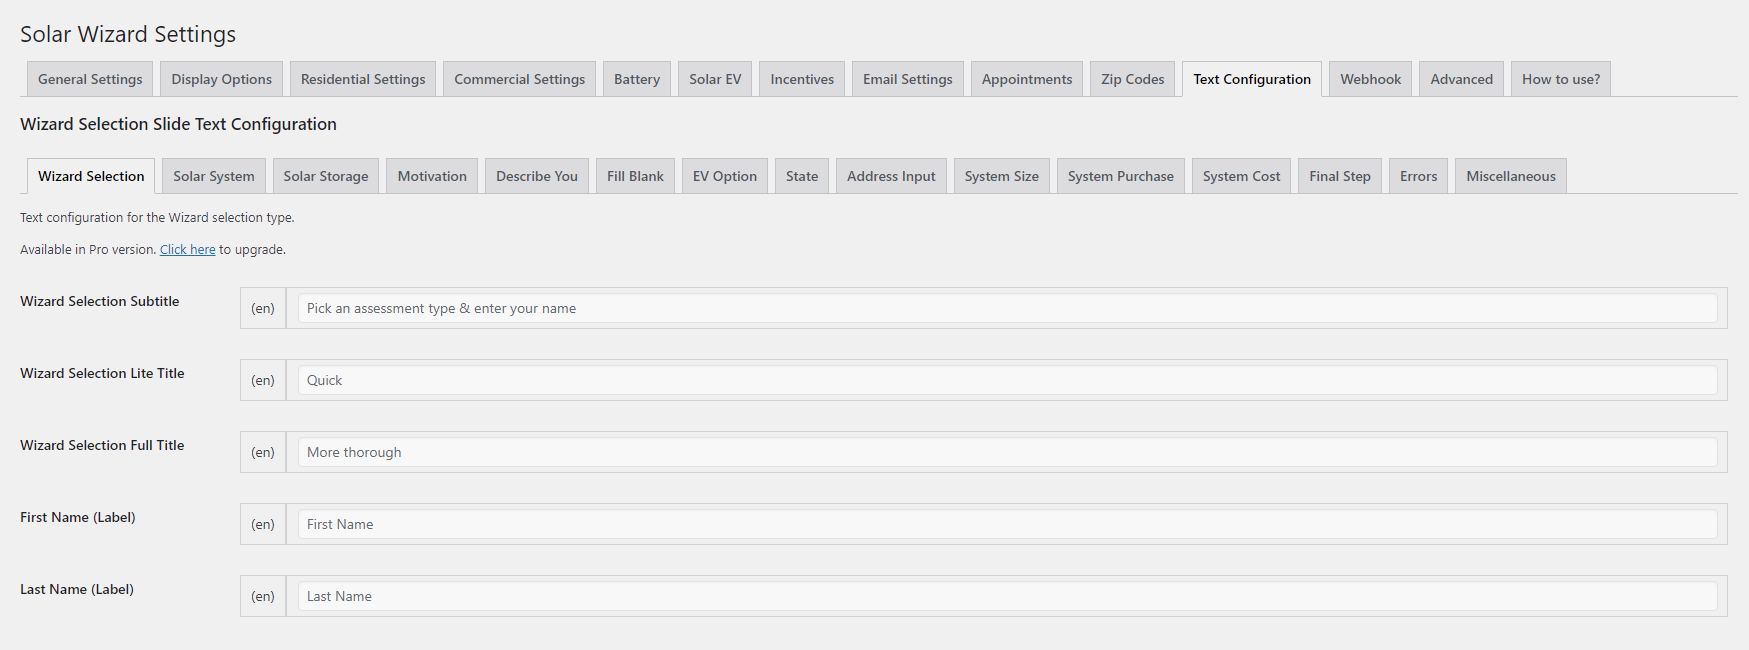 Solar Wizard Settings
General Settings Display Options Residential Settings Commercial Settings Battery Solar EV Incentives Email Settings Appointments Zip Codes Text Configuration Webhook Advanced How to use?
Wizard Selection Slide Text Configuration
Wizard Selection Solar System Solar Storage Motivation Describe You Fill Blank EV Option State Address Input System Size System Purchase System Cost Final Step Errors Miscellaneous
Text configuration for the Wizard selection type.
Available in Pro version. Click here to upgrade.
Wizard Selection Subtitle (en) Pick an assessment type & enter your name
Wizard Selection Lite Title (en) Quick
Wizard Selection Full Title (en) More thorough
First Name (Label) (en) First Name
Last Name (Label) (en) Last Name